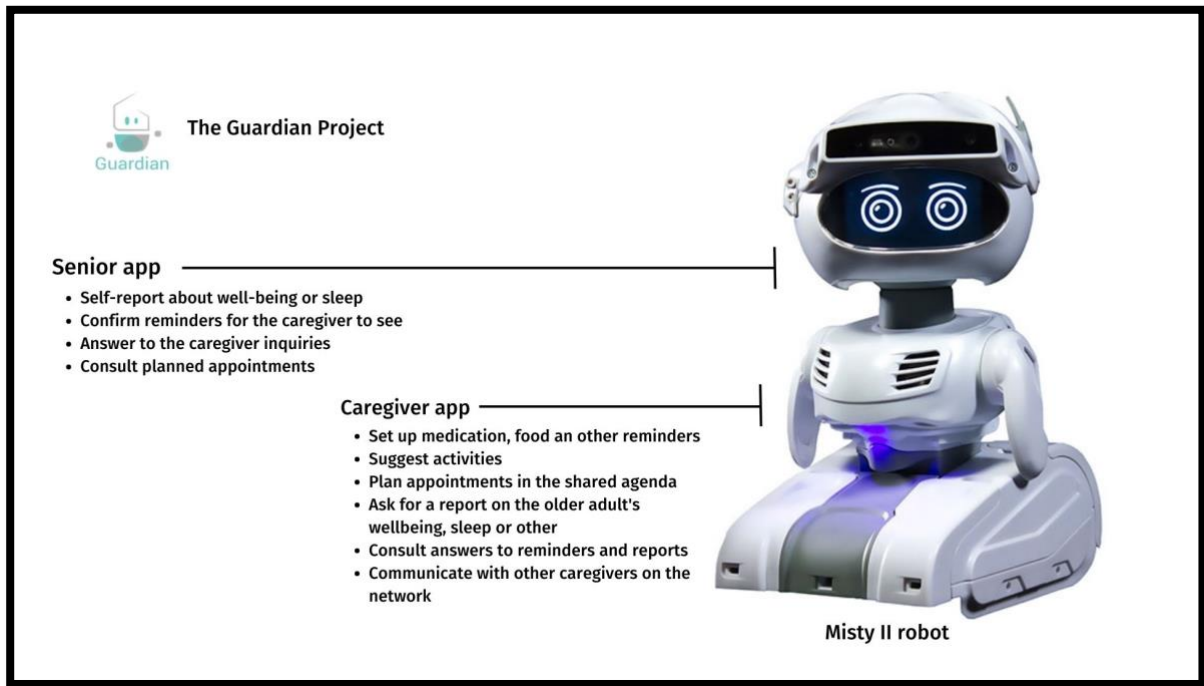 The Guardian Project
Guardian
Senior app
• Self-report about well-being or sleep
• Confirm reminders for the caregiver to see
• Answer to the caregiver inquiries
• Consult planned appointments
Caregiver app
• Set up medication, food an other reminders
• Suggest activities
• Plan appointments in the shared agenda
• Ask for a report on the older adult's
wellbeing, sleep or other
• Consult answers to reminders and reports
• Communicate with other caregivers on the
network
Misty II robot